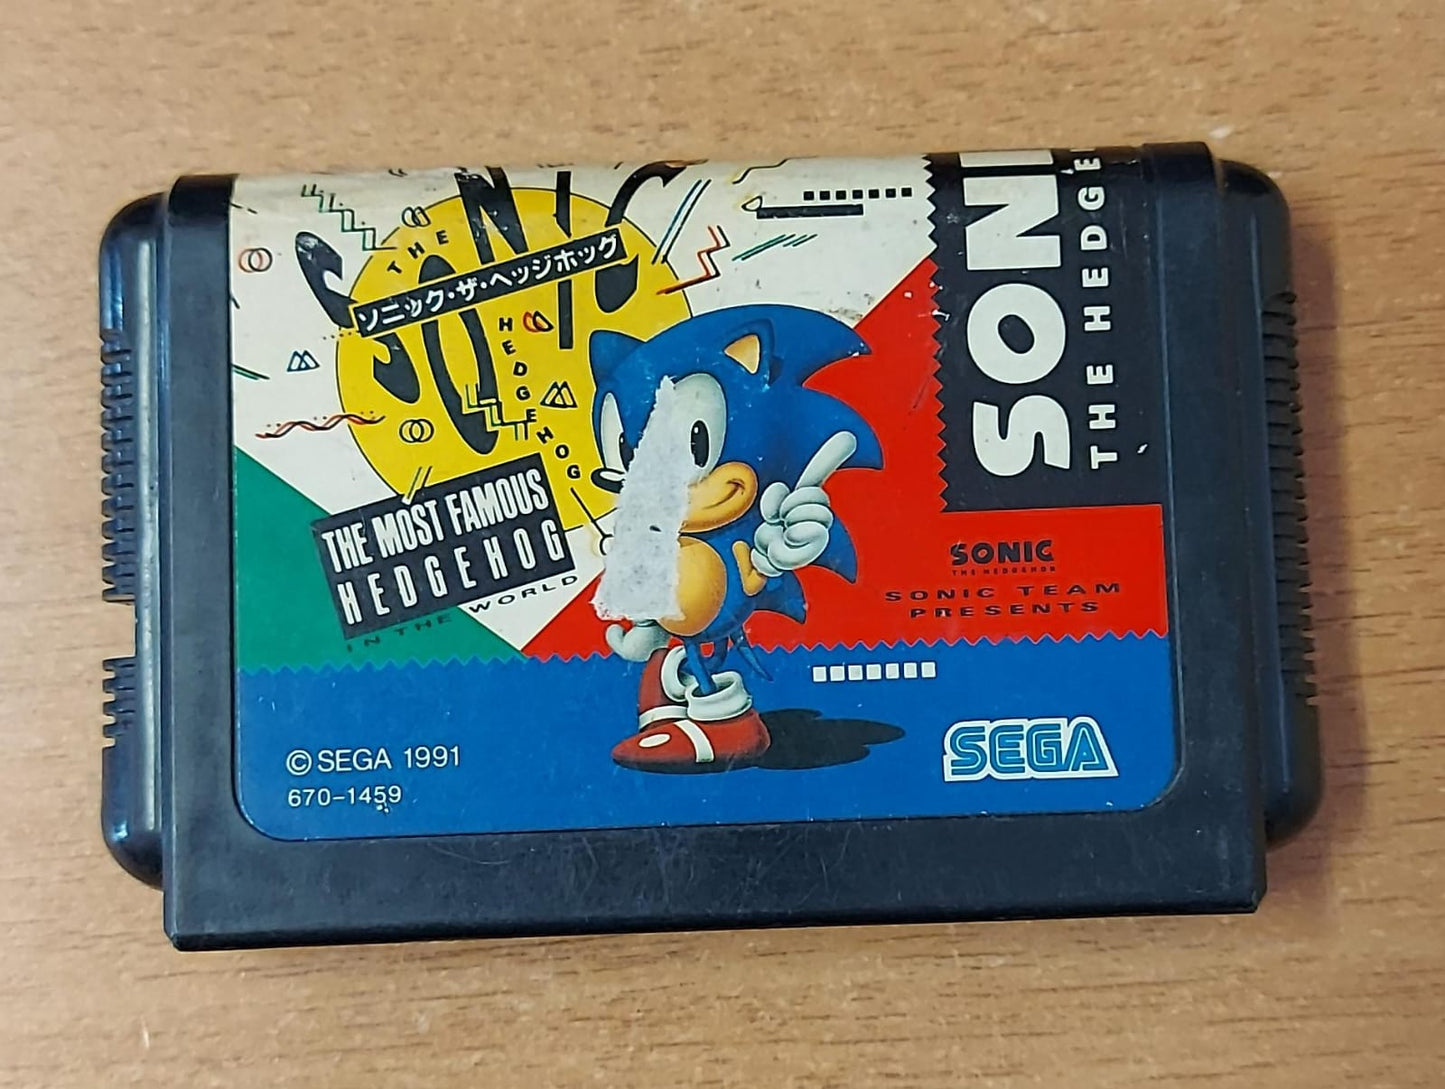 THE
SONIC
ソニック・ザ・ヘッジホッグ
HEDGEHOG
THE MOST FAMOUS
HEDGEHOG
IN THE WORLD
SONI
THE HEDGE
SONIC
THE HEDGEHOG
SONIC TEAM
PRESENTS
© SEGA 1991
670-1459
SEGA